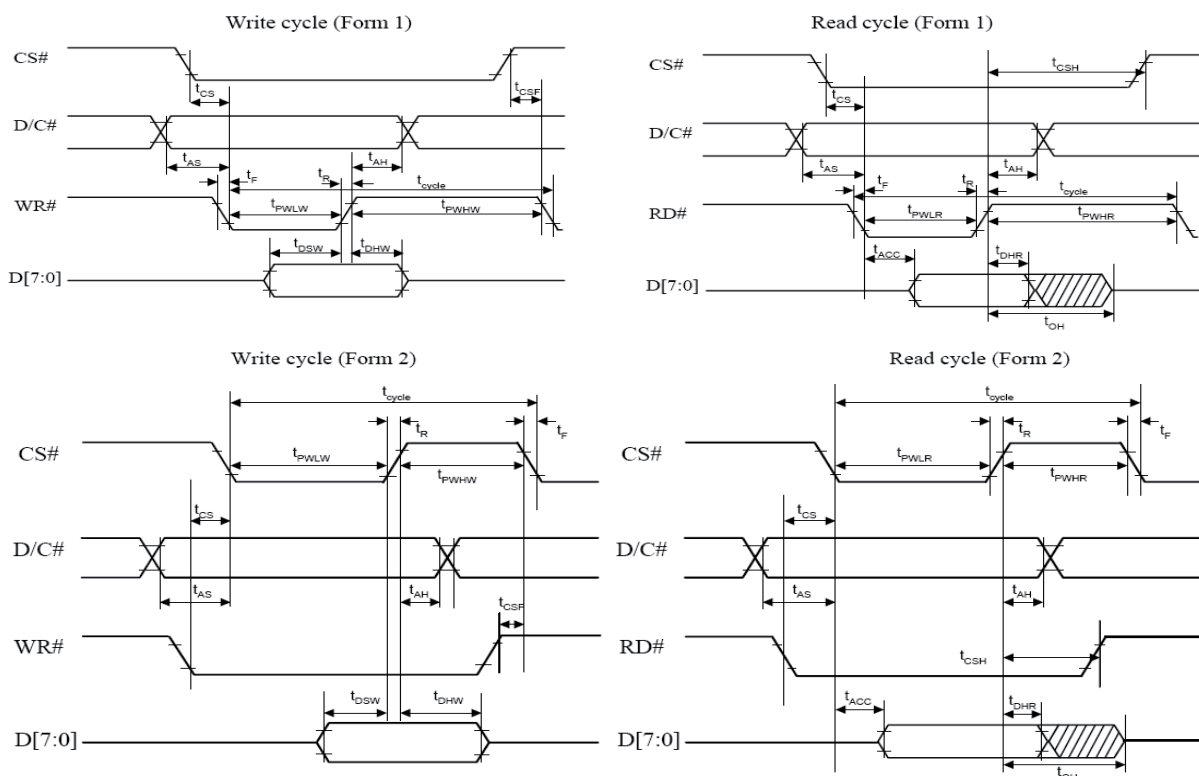 Write cycle (Form 1)
CS#
tCS
tCSF
D/C#
tAS
tAH
tF
tR
tcycle
WR#
tPWLW
tPWHW
tDSW
tDHW
D[7:0]
Read cycle (Form 1)
CS#
tCSH
tCS
D/C#
tAS
tAH
tF
tR
tcycle
RD#
tPWLR
tPWHR
tACC
tDHR
D[7:0]
tOH
Write cycle (Form 2)
tcycle
tR
tF
CS#
tPWLW
tPWHW
tCS
D/C#
tAS
tAH
tCSF
WR#
tDSW
tDHW
D[7:0]
Read cycle (Form 2)
tcycle
tR
tF
CS#
tPWLR
tPWHR
tCS
D/C#
tAS
tAH
RD#
tCSH
tACC
tDHR
D[7:0]
tOH